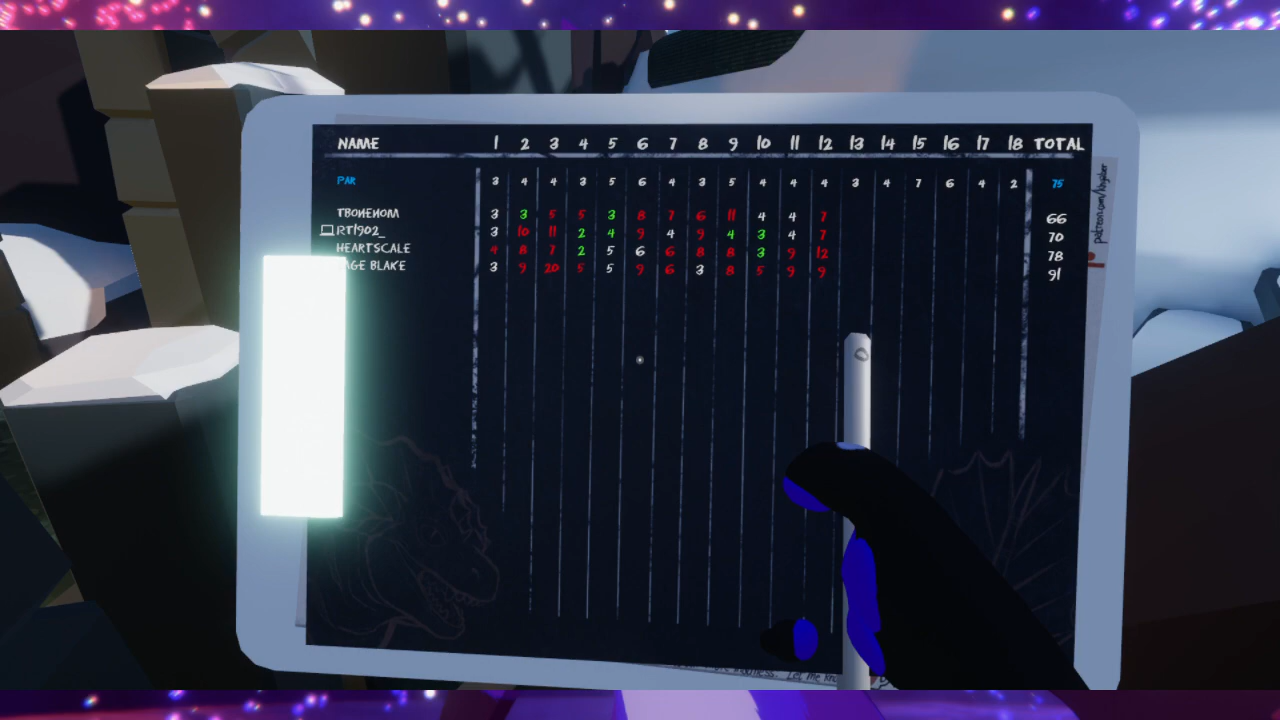 NAME 1 2 3 4 5 6 7 8 9 10 11 12 13 14 15 16 17 18 TOTAL
PAR 3 4 4 3 5 6 4 3 5 4 4 4 3 4 7 6 4 2 75
TBONENOM 3 3 5 5 3 8 7 6 11 4 4 7 66
RT1902_ 3 10 11 2 4 9 4 9 4 3 4 7 70
HEARTSCALE 4 8 7 2 5 6 6 8 8 3 9 12 78
AGE BLAKE 3 9 20 5 5 9 6 3 8 5 9 9 91
Let me